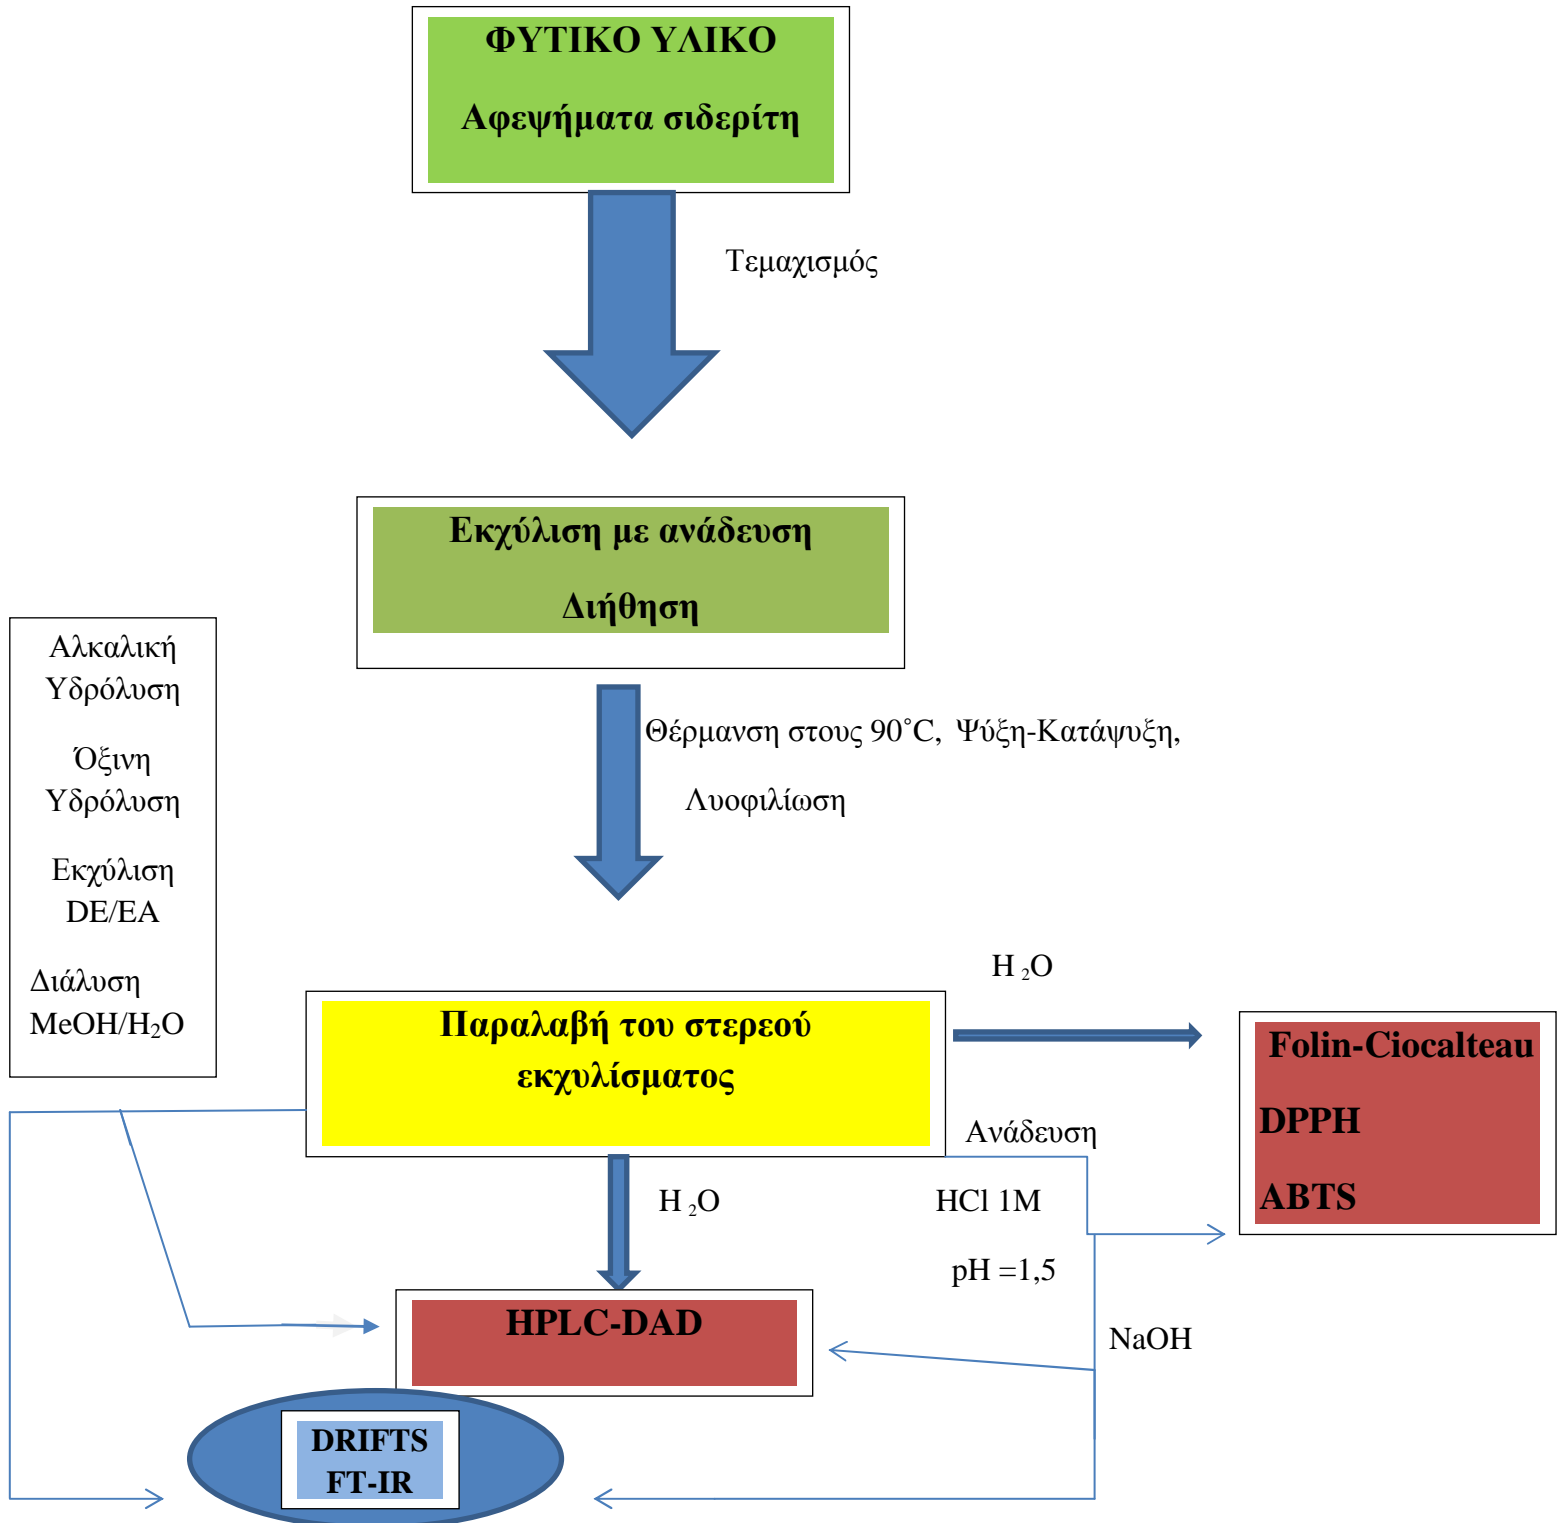 ΦΥΤΙΚΟ ΥΛΙΚΟ
Αφεψήματα σιδερίτη
Τεμαχισμός
Εκχύλιση με ανάδευση
Διήθηση
Αλκαλική
Υδρόλυση
Όξινη
Υδρόλυση
Εκχύλιση
DE/EA
Διάλυση
MeOH/H₂O
Θέρμανση στους 90˚C, Ψύξη-Κατάψυξη,
Λυοφιλίωση
H ₂O
Παραλαβή του στερεού
εκχυλίσματος
Folin-Ciocalteau
DPPH
ABTS
Ανάδευση
HCl 1M
pH =1,5
NaOH
H ₂O
HPLC-DAD
DRIFTS
FT-IR